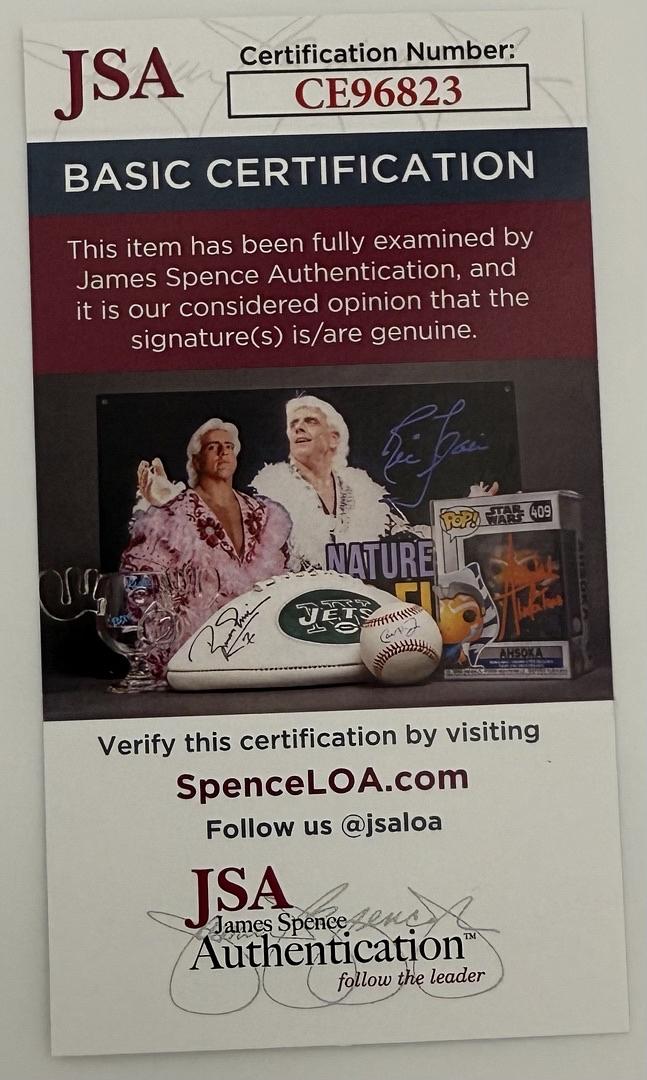 JSA
Certification Number:
CE96823
BASIC CERTIFICATION
This item has been fully examined by
James Spence Authentication, and
it is our considered opinion that the
signature(s) is/are genuine.
Ric Flair
NATURE
JETS
POP!
STAR WARS
409
AHSOKA
Verify this certification by visiting
SpenceLOA.com
Follow us @jsaloa
JSA
James Spence
Authentication™
follow the leader